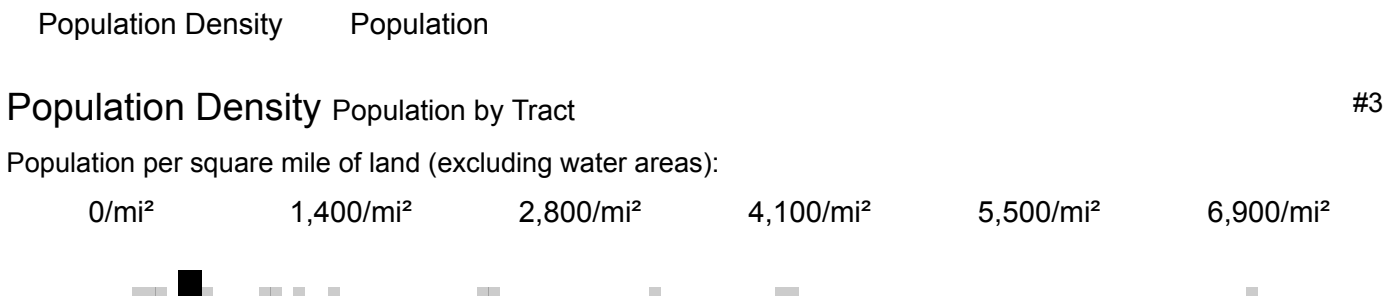 Population Density Population
Population Density Population by Tract #3
Population per square mile of land (excluding water areas):
0/mi² 1,400/mi² 2,800/mi² 4,100/mi² 5,500/mi² 6,900/mi²